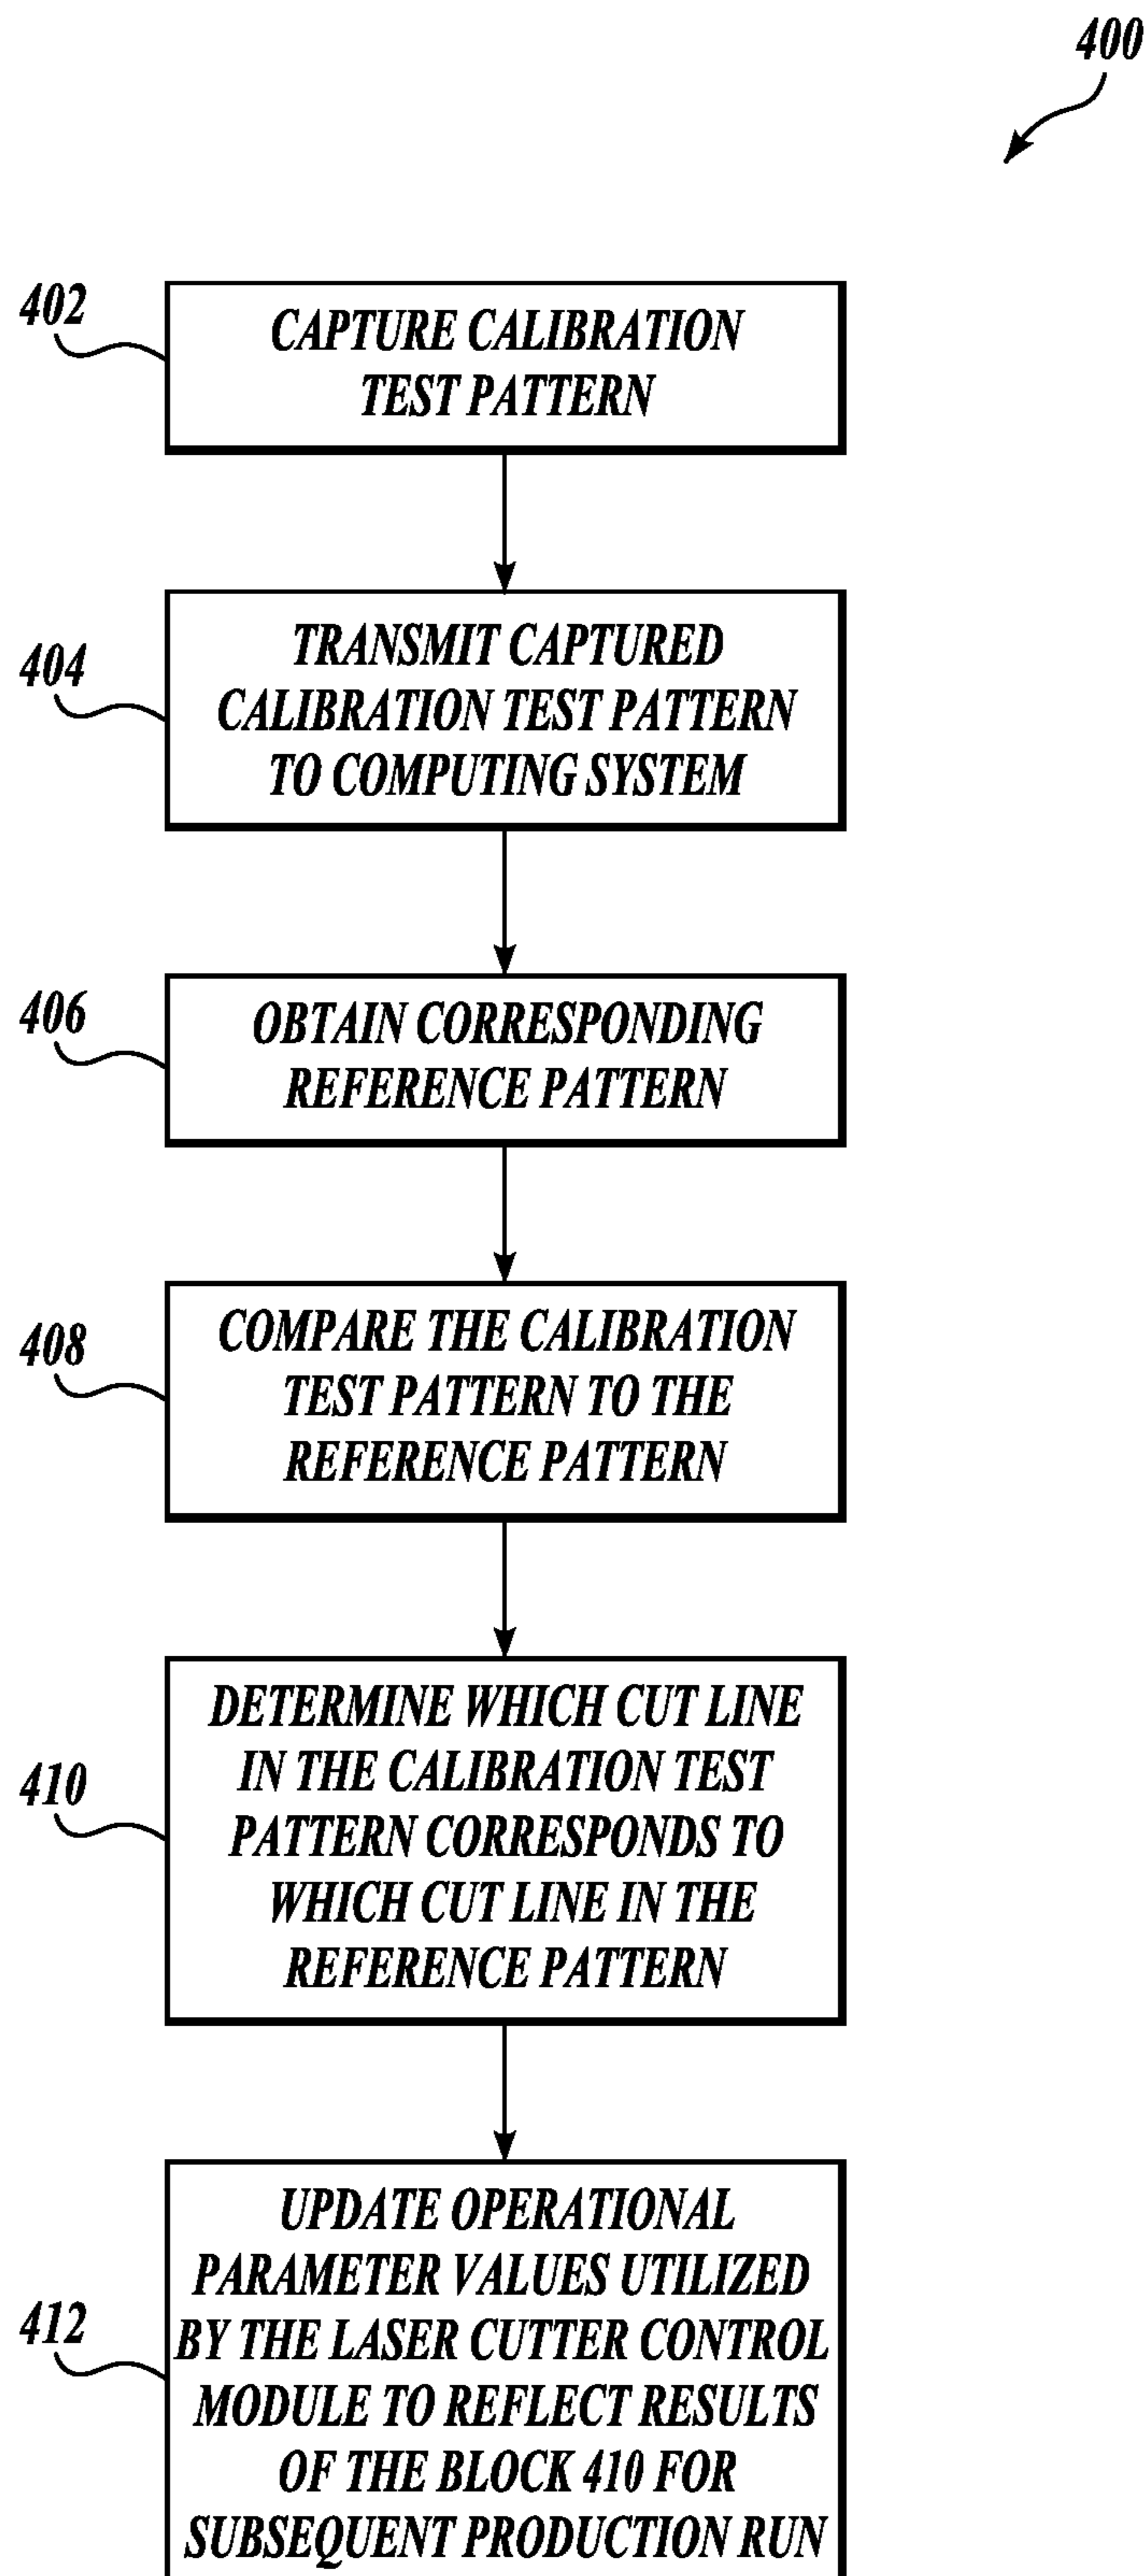 400
402
CAPTURE CALIBRATION
TEST PATTERN
404
TRANSMIT CAPTURED
CALIBRATION TEST PATTERN
TO COMPUTING SYSTEM
406
OBTAIN CORRESPONDING
REFERENCE PATTERN
408
COMPARE THE CALIBRATION
TEST PATTERN TO THE
REFERENCE PATTERN
410
DETERMINE WHICH CUT LINE
IN THE CALIBRATION TEST
PATTERN CORRESPONDS TO
WHICH CUT LINE IN THE
REFERENCE PATTERN
412
UPDATE OPERATIONAL
PARAMETER VALUES UTILIZED
BY THE LASER CUTTER CONTROL
MODULE TO REFLECT RESULTS
OF THE BLOCK 410 FOR
SUBSEQUENT PRODUCTION RUN